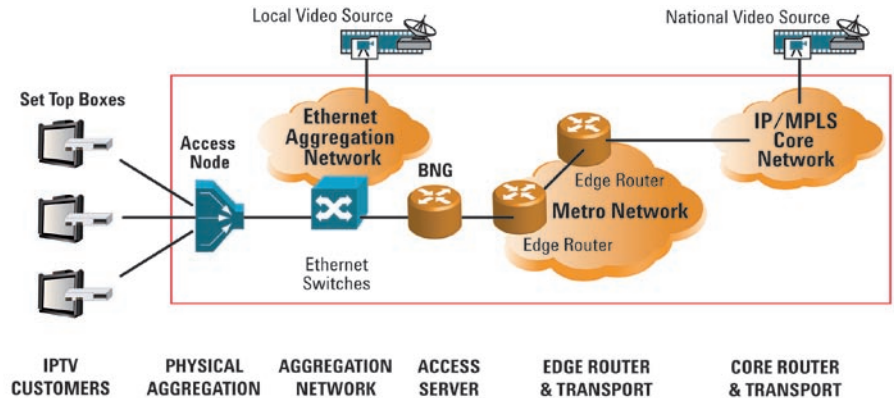 Local Video Source
National Video Source
Set Top Boxes
Access
Node
Ethernet
Aggregation
Network
BNG
IP/MPLS
Core
Network
Edge Router
Metro Network
Edge Router
Ethernet
Switches
IPTV
CUSTOMERS
PHYSICAL
AGGREGATION
AGGREGATION
NETWORK
ACCESS
SERVER
EDGE ROUTER
& TRANSPORT
CORE ROUTER
& TRANSPORT